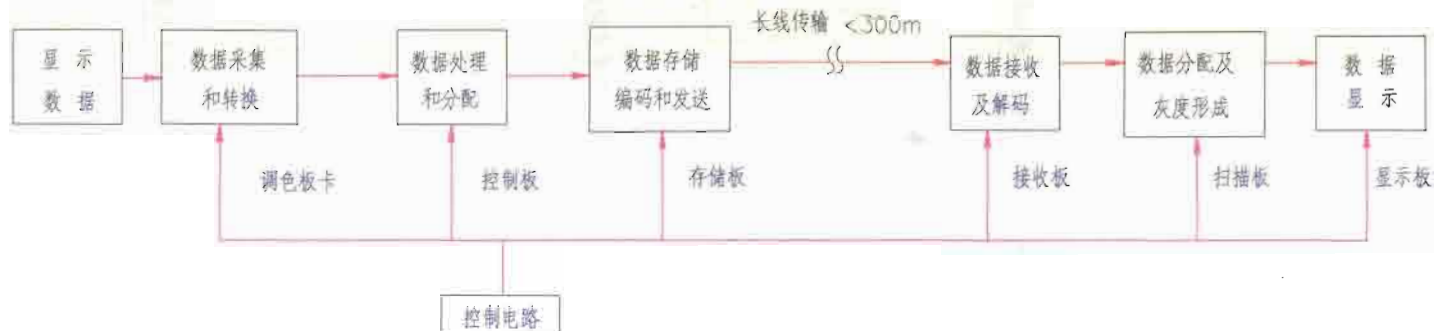 长线传输 <300m
显示
数据
数据采集
和转换
数据处理
和分配
数据存储
编码和发送
数据接收
及解码
数据分配及
灰度形成
数据
显示
调色板卡
控制板
存储板
接收板
扫描板
显示板
控制电路